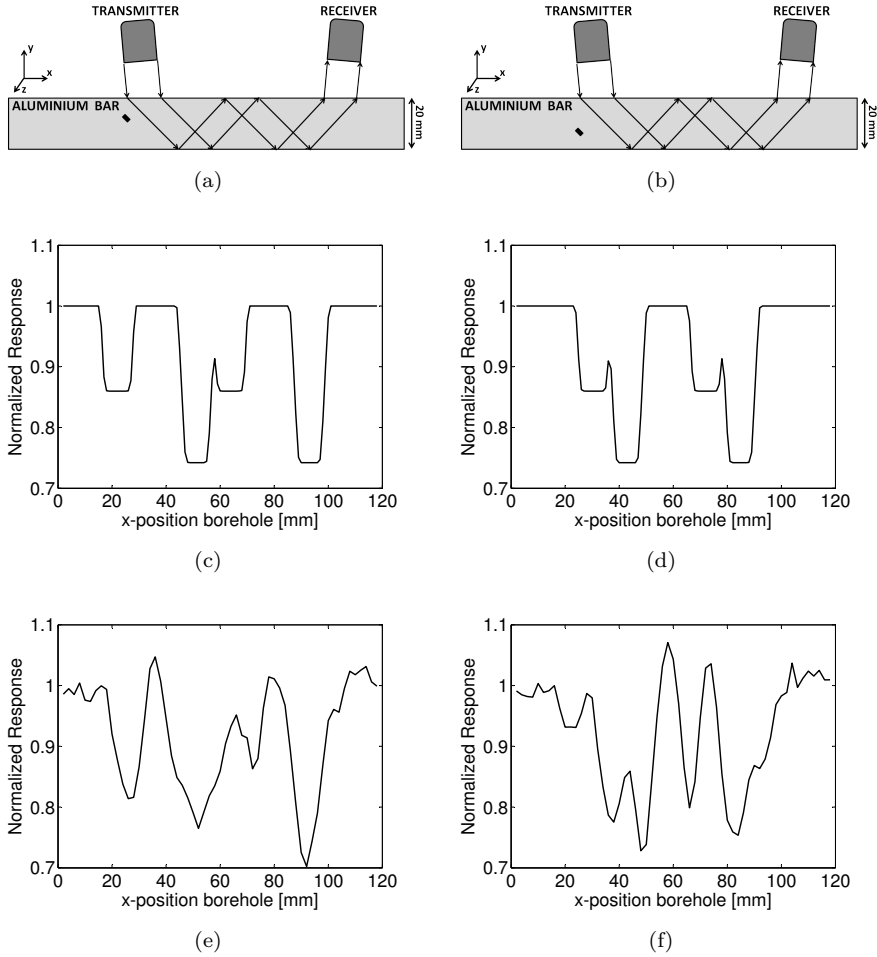 TRANSMITTER RECEIVER
y
x
z
ALUMINIUM BAR
20 mm
(a)
TRANSMITTER RECEIVER
y
x
z
ALUMINIUM BAR
20 mm
(b)
1.1
1
0.9
0.8
0.7
0 20 40 60 80 100 120
Normalized Response
x-position borehole [mm]
(c)
1.1
1
0.9
0.8
0.7
0 20 40 60 80 100 120
Normalized Response
x-position borehole [mm]
(d)
1.1
1
0.9
0.8
0.7
0 20 40 60 80 100 120
Normalized Response
x-position borehole [mm]
(e)
1.1
1
0.9
0.8
0.7
0 20 40 60 80 100 120
Normalized Response
x-position borehole [mm]
(f)